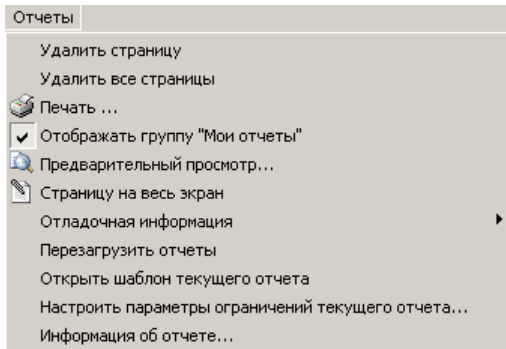 Отчеты
Удалить страницу
Удалить все страницы
Печать ...
Отображать группу "Мои отчеты"
Предварительный просмотр...
Страницу на весь экран
Отладочная информация
Перезагрузить отчеты
Открыть шаблон текущего отчета
Настроить параметры ограничений текущего отчета...
Информация об отчете...